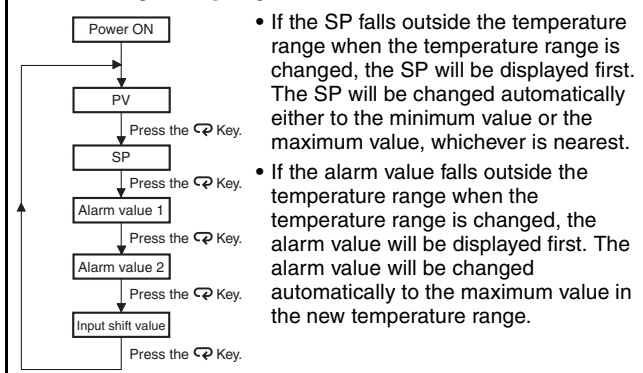 Power ON
PV
Press the Key.
SP
Press the Key.
Alarm value 1
Press the Key.
Alarm value 2
Press the Key.
Input shift value
Press the Key.
• If the SP falls outside the temperature
range when the temperature range is
changed, the SP will be displayed first.
The SP will be changed automatically
either to the minimum value or the
maximum value, whichever is nearest.
• If the alarm value falls outside the
temperature range when the
temperature range is changed, the
alarm value will be displayed first. The
alarm value will be changed
automatically to the maximum value in
the new temperature range.